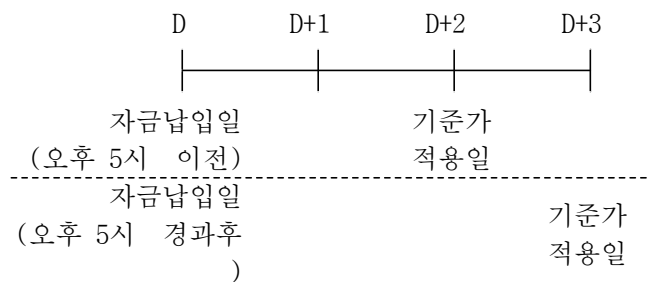 D D+1 D+2 D+3
자금납입일 기준가
(오후 5시 이전) 적용일
자금납입일
(오후 5시 경과후
)
기준가
적용일